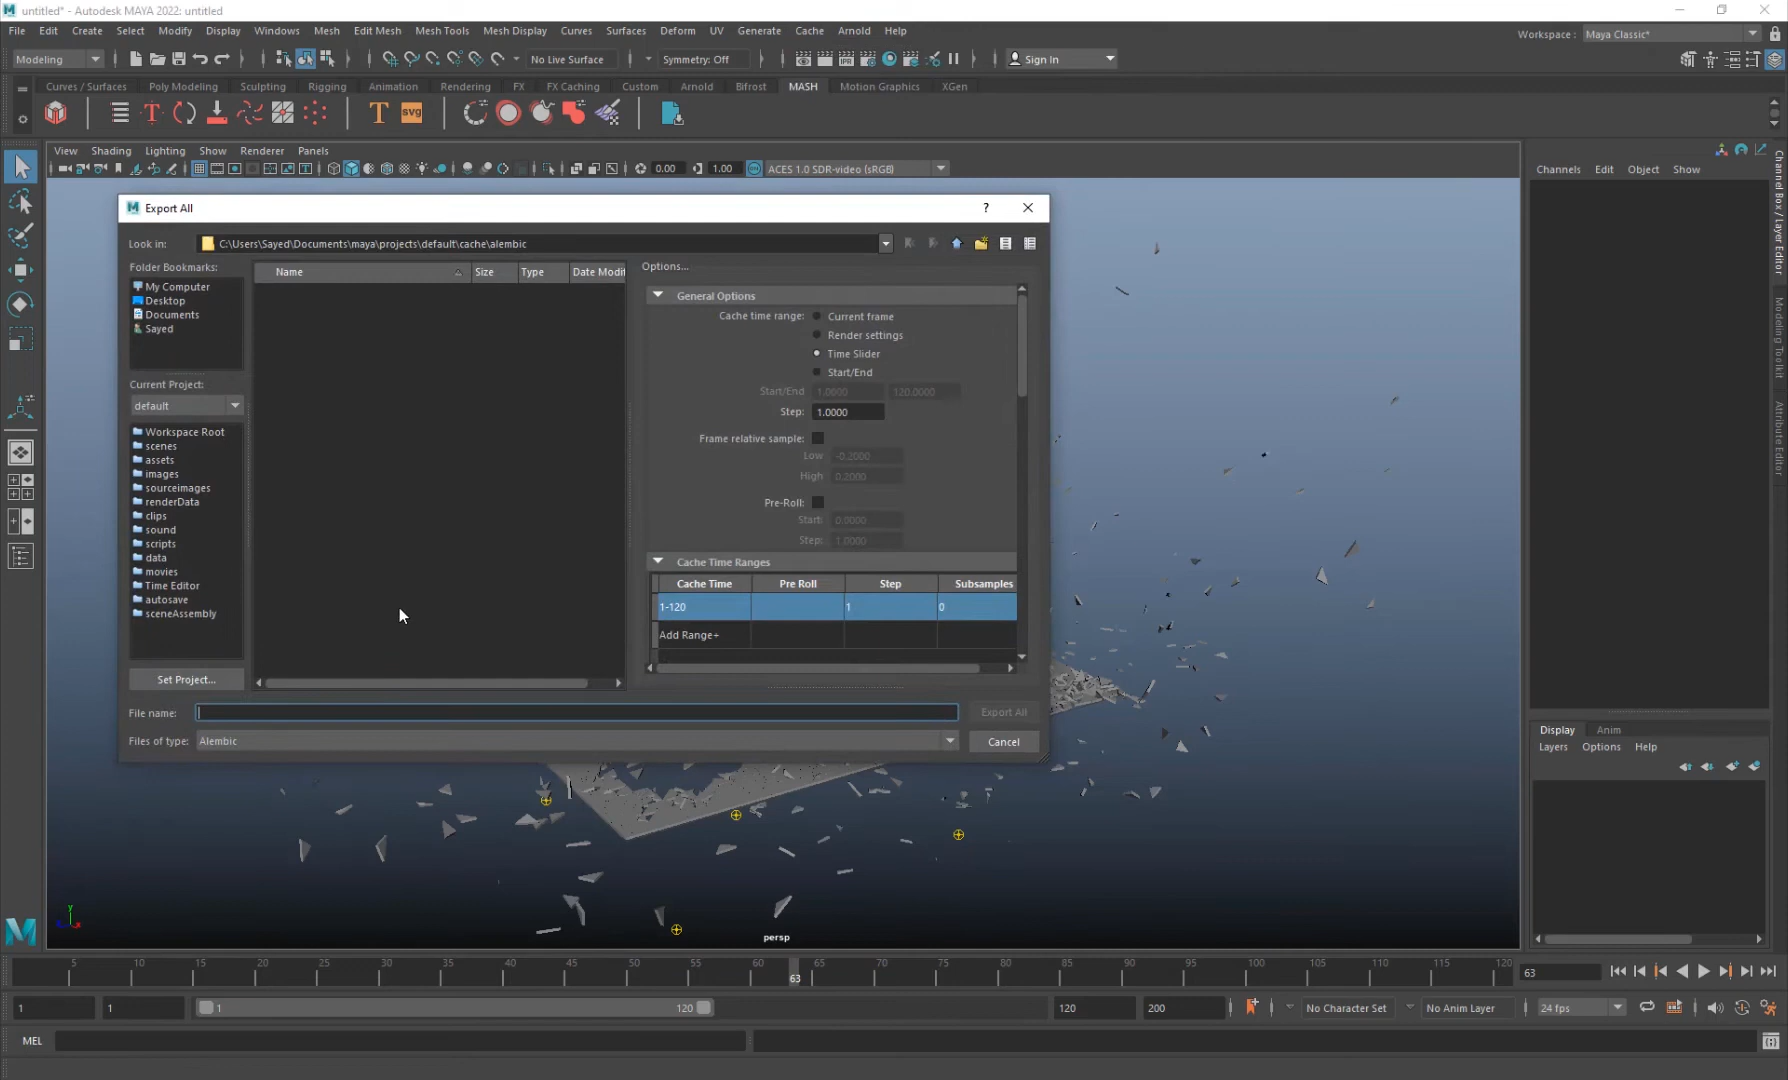 untitled* - Autodesk MAYA 2022: untitled
File Edit Create Select Modify Display Windows Mesh Edit Mesh Mesh Tools Mesh Display Curves Surfaces Deform UV Generate Cache Arnold Help
Workspace : Maya Classic*
Modeling No Live Surface Symmetry: Off Sign In
Curves / Surfaces Poly Modeling Sculpting Rigging Animation Rendering FX FX Caching Custom Arnold Bifrost MASH Motion Graphics XGen
View Shading Lighting Show Renderer Panels
0.00 1.00 ACES 1.0 SDR-video (sRGB)
Channels Edit Object Show
Channel Box / Layer Editor
Modeling Toolkit
Attribute Editor
Export All ?
Look in: C:\Users\Sayed\Documents\maya\projects\default\cache\alembic
Folder Bookmarks:
My Computer
Desktop
Documents
Sayed
Current Project:
default
Workspace Root
scenes
assets
images
sourceimages
renderData
clips
sound
scripts
data
movies
Time Editor
autosave
sceneAssembly
Set Project...
Name Size Type Date Modif
Options...
General Options
Cache time range: Current frame
Render settings
Time Slider
Start/End
Start/End 1.0000 120.0000
Step: 1.0000
Frame relative sample:
Low -0.2000
High 0.2000
Pre-Roll:
Start: 0.0000
Step: 1.0000
Cache Time Ranges
Cache Time Pre Roll Step Subsamples
1-120 1 0
Add Range+
File name: Export All
Files of type: Alembic Cancel
persp
y
Display Anim
Layers Options Help
5 10 15 20 25 30 35 40 45 50 55 60 63 65 70 75 80 85 90 95 100 105 110 115 120 63
1 1 1 120 120 200 No Character Set No Anim Layer 24 fps
MEL